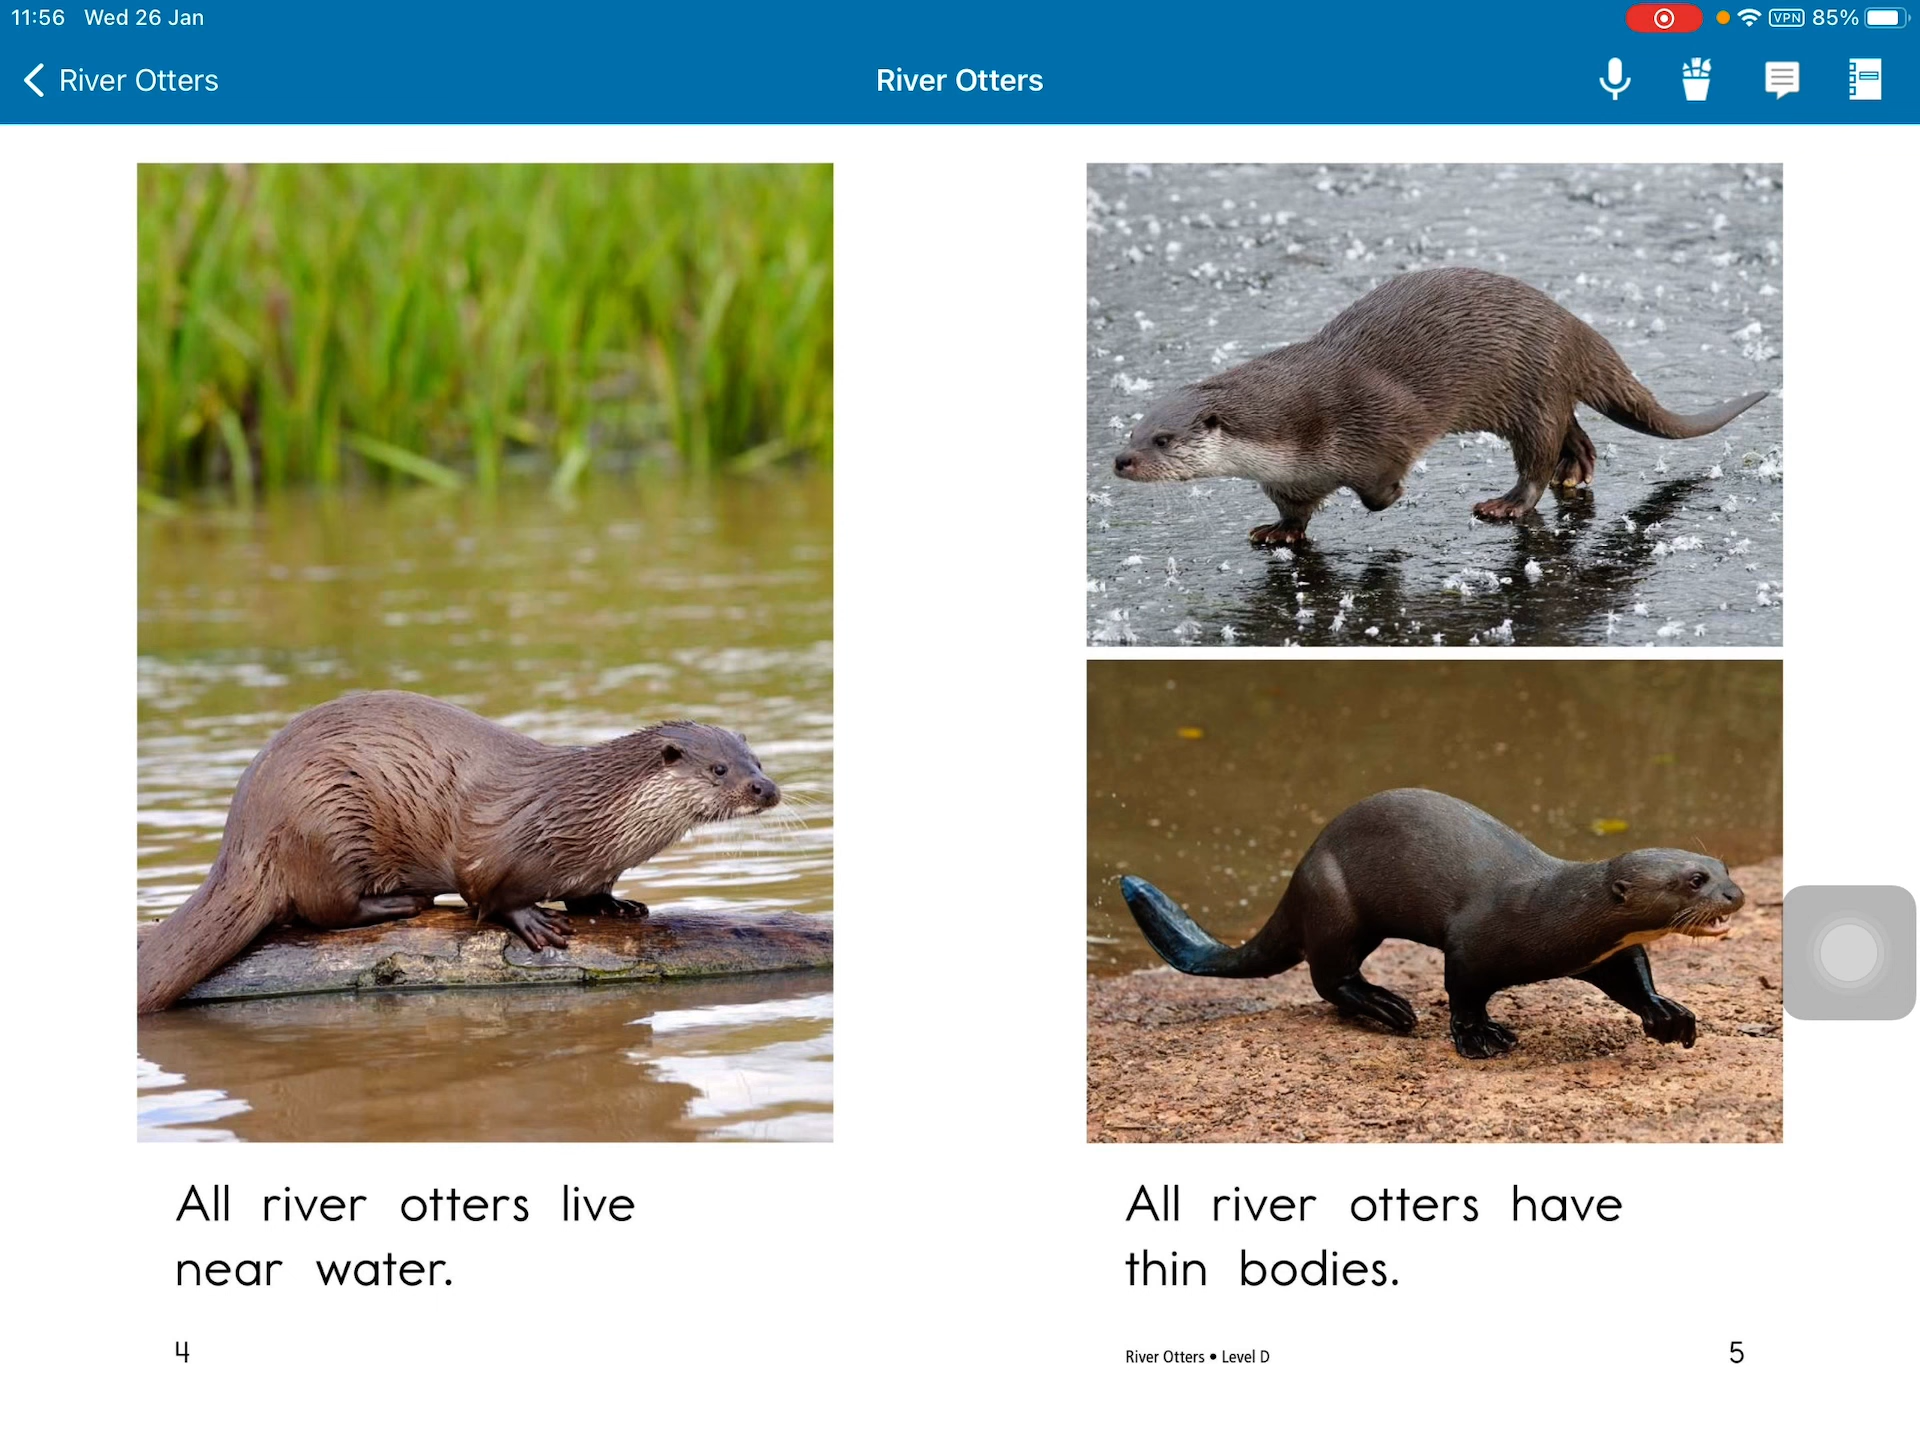 11:56 Wed 26 Jan
VPN 85%
River Otters
River Otters
All river otters live
near water.
4
All river otters have
thin bodies.
River Otters • Level D
5